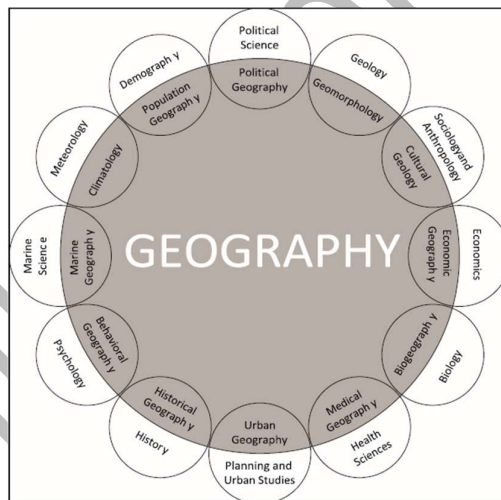 Political
Science
Political
Geography
Geology
Geomorphology
Sociologyand
Anthropology
Cultural
Geology
Economics
Economic
Geograph y
Biology
Biogeograph y
Health
Sciences
Medical
Geograph y
Urban
Geography
Planning and
Urban Studies
History
Historical
Geograph y
Psychology
Behavioral
Geograph y
Marine
Scienc e
Marine
Geograph y
Meteorology
Climatology
Demograph y
Population
Geograph y
GEOGRAPHY